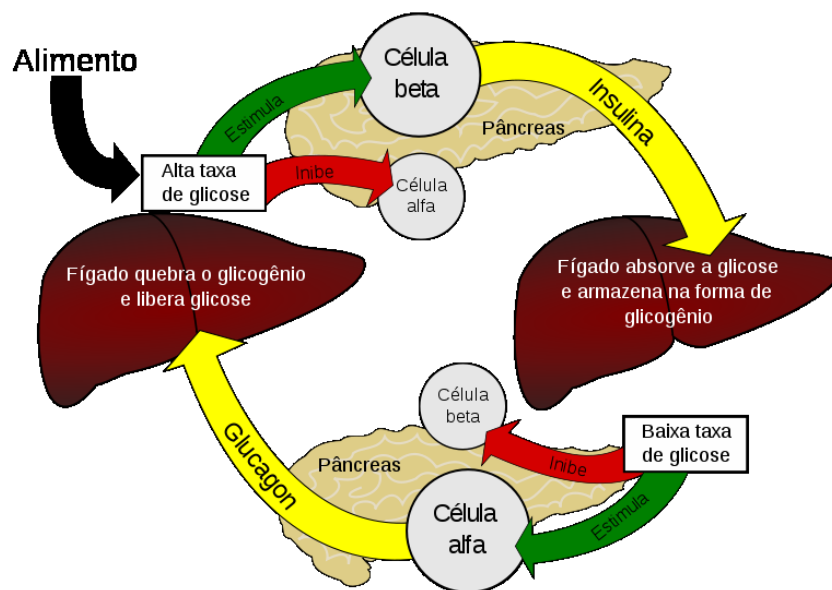 Alimento
Célula
beta
Estimula
Insulina
Pâncreas
Alta taxa
de glicose
Inibe
Célula
alfa
Fígado quebra o glicogênio
e libera glicose
Fígado absorve a glicose
e armazena na forma de
glicogênio
Célula
beta
Baixa taxa
de glicose
Inibe
Pâncreas
Glucagon
Célula
alfa
Estimula